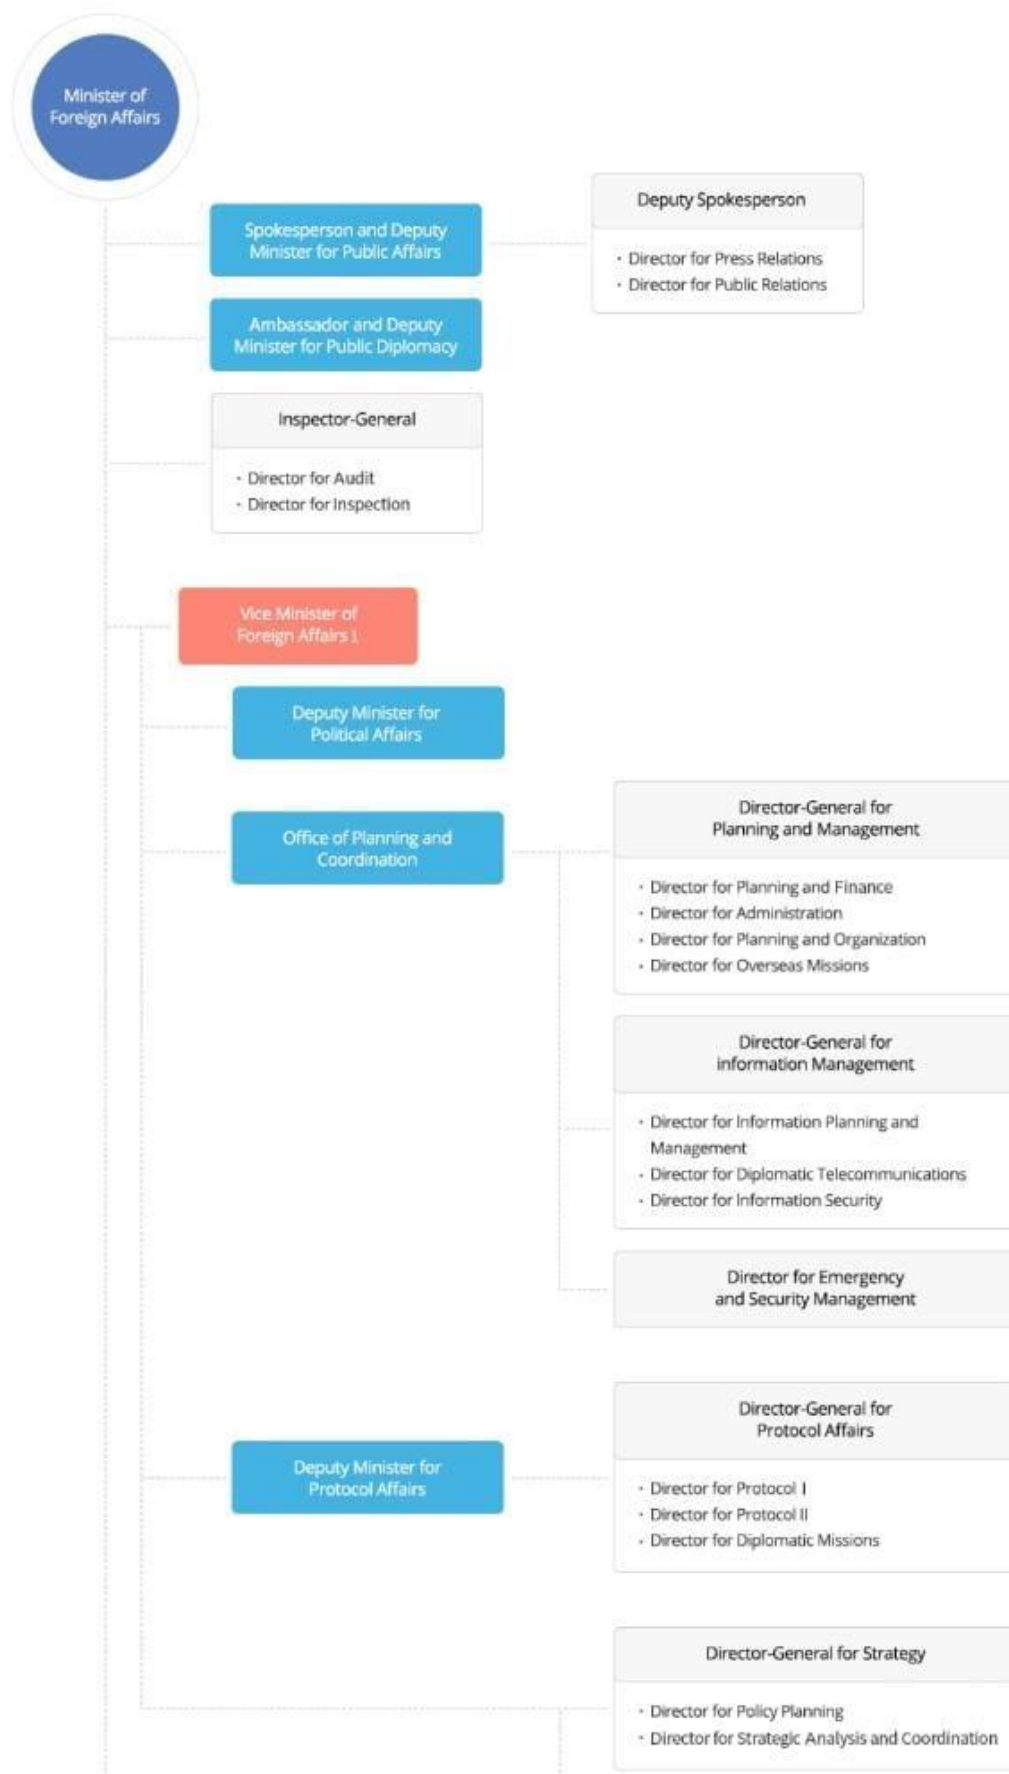 Minister of
Foreign Affairs
Deputy Spokesperson
Spokesperson and Deputy
Minister for Public Affairs
• Director for Press Relations
• Director for Public Relations
Ambassador and Deputy
Minister for Public Diplomacy
Inspector-General
• Director for Audit
• Director for Inspection
Vice Minister of
Foreign Affairs I
Deputy Minister for
Political Affairs
Office of Planning and
Coordination
Director-General for
Planning and Management
• Director for Planning and Finance
• Director for Administration
• Director for Planning and Organization
• Director for Overseas Missions
Director-General for
information Management
• Director for Information Planning and
Management
• Director for Diplomatic Telecommunications
• Director for Information Security
Director for Emergency
and Security Management
Deputy Minister for
Protocol Affairs
Director-General for
Protocol Affairs
• Director for Protocol I
• Director for Protocol II
• Director for Diplomatic Missions
Director-General for Strategy
• Director for Policy Planning
• Director for Strategic Analysis and Coordination